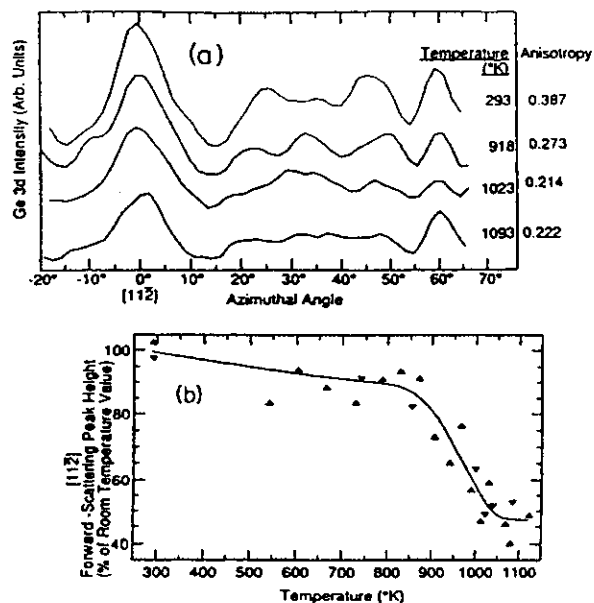 (a)
Ge 3d Intensity (Arb. Units)
Temperature Anisotropy
(°K)
293 0.387
918 0.273
1023 0.214
1093 0.222
-20° -10° 0° 10° 20° 30° 40° 50° 60° 70°
[112̄]
Azimuthal Angle
(b)
[112̄]
Forward-Scattering Peak Height
(% of Room Temperature Value)
100
80
60
40
300 400 500 600 700 800 900 1000 1100
Temperature (°K)